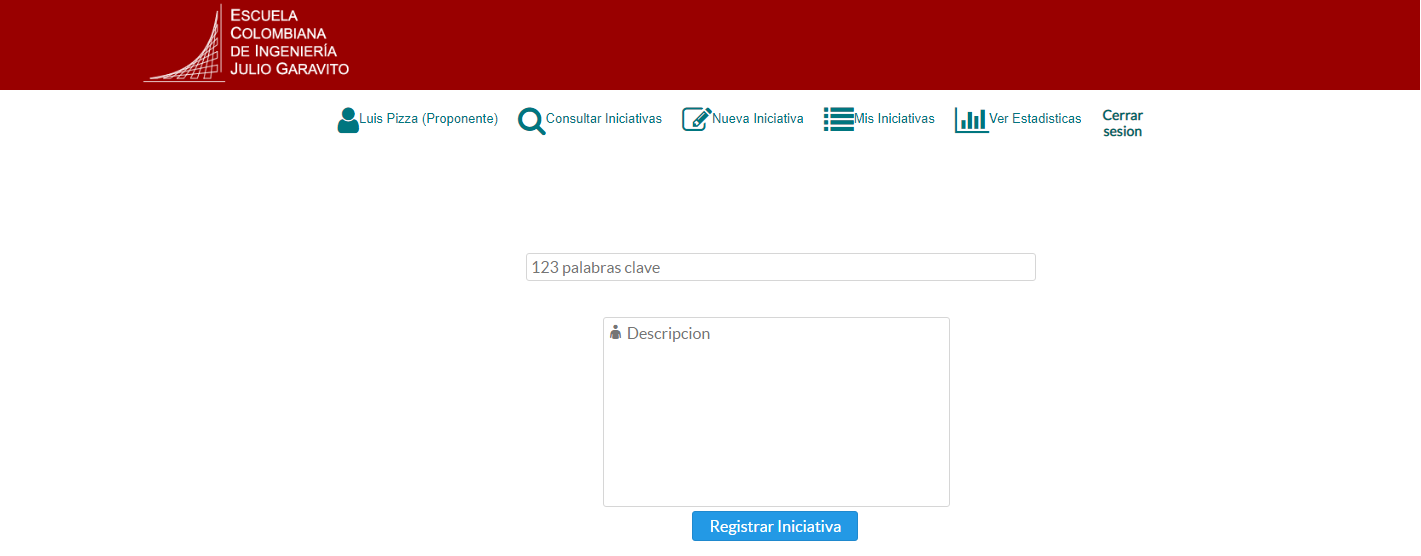 ESCUELA
COLOMBIANA
DE INGENIERÍA
JULIO GARAVITO
Luis Pizza (Proponente) Consultar Iniciativas Nueva Iniciativa Mis Iniciativas Ver Estadisticas Cerrar
sesion
123 palabras clave
Descripcion
Registrar Iniciativa